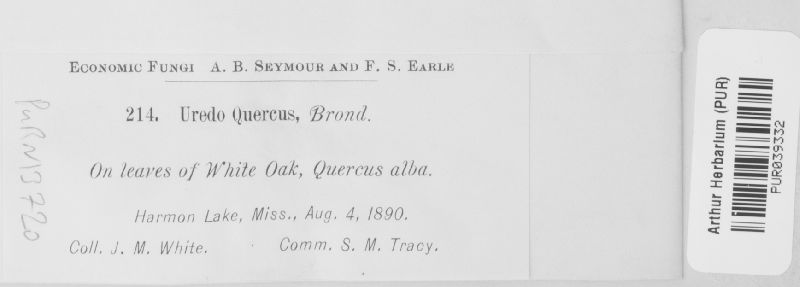 ECONOMIC FUNGI A. B. SEYMOUR AND F. S. EARLE
214. Uredo Quercus, Brond.
On leaves of White Oak, Quercus alba.
Harmon Lake, Miss., Aug. 4, 1890.
Coll. J. M. White. Comm. S. M. Tracy.
PURN13720
Arthur Herbarium (PUR)
PUR039332